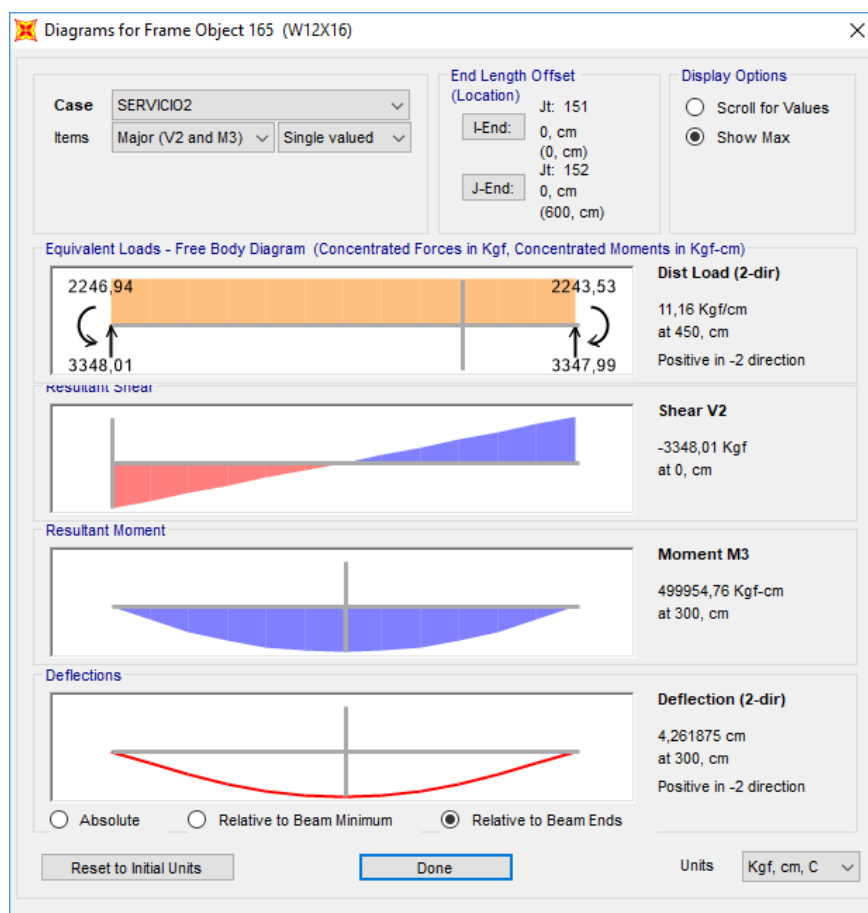 Diagrams for Frame Object 165 (W12X16)
Case SERVICIO2
Items Major (V2 and M3) Single valued
End Length Offset
(Location)
Jt: 151
I-End: 0, cm
(0, cm)
Jt: 152
J-End: 0, cm
(600, cm)
Display Options
Scroll for Values
Show Max
Equivalent Loads - Free Body Diagram (Concentrated Forces in Kgf, Concentrated Moments in Kgf-cm)
2246,94 2243,53
3348,01 3347,99
Dist Load (2-dir)
11,16 Kgf/cm
at 450, cm
Positive in -2 direction
Resultant Shear
Shear V2
-3348,01 Kgf
at 0, cm
Resultant Moment
Moment M3
499954,76 Kgf-cm
at 300, cm
Deflections
Deflection (2-dir)
4,261875 cm
at 300, cm
Positive in -2 direction
Absolute Relative to Beam Minimum Relative to Beam Ends
Reset to Initial Units Done Units Kgf, cm, C